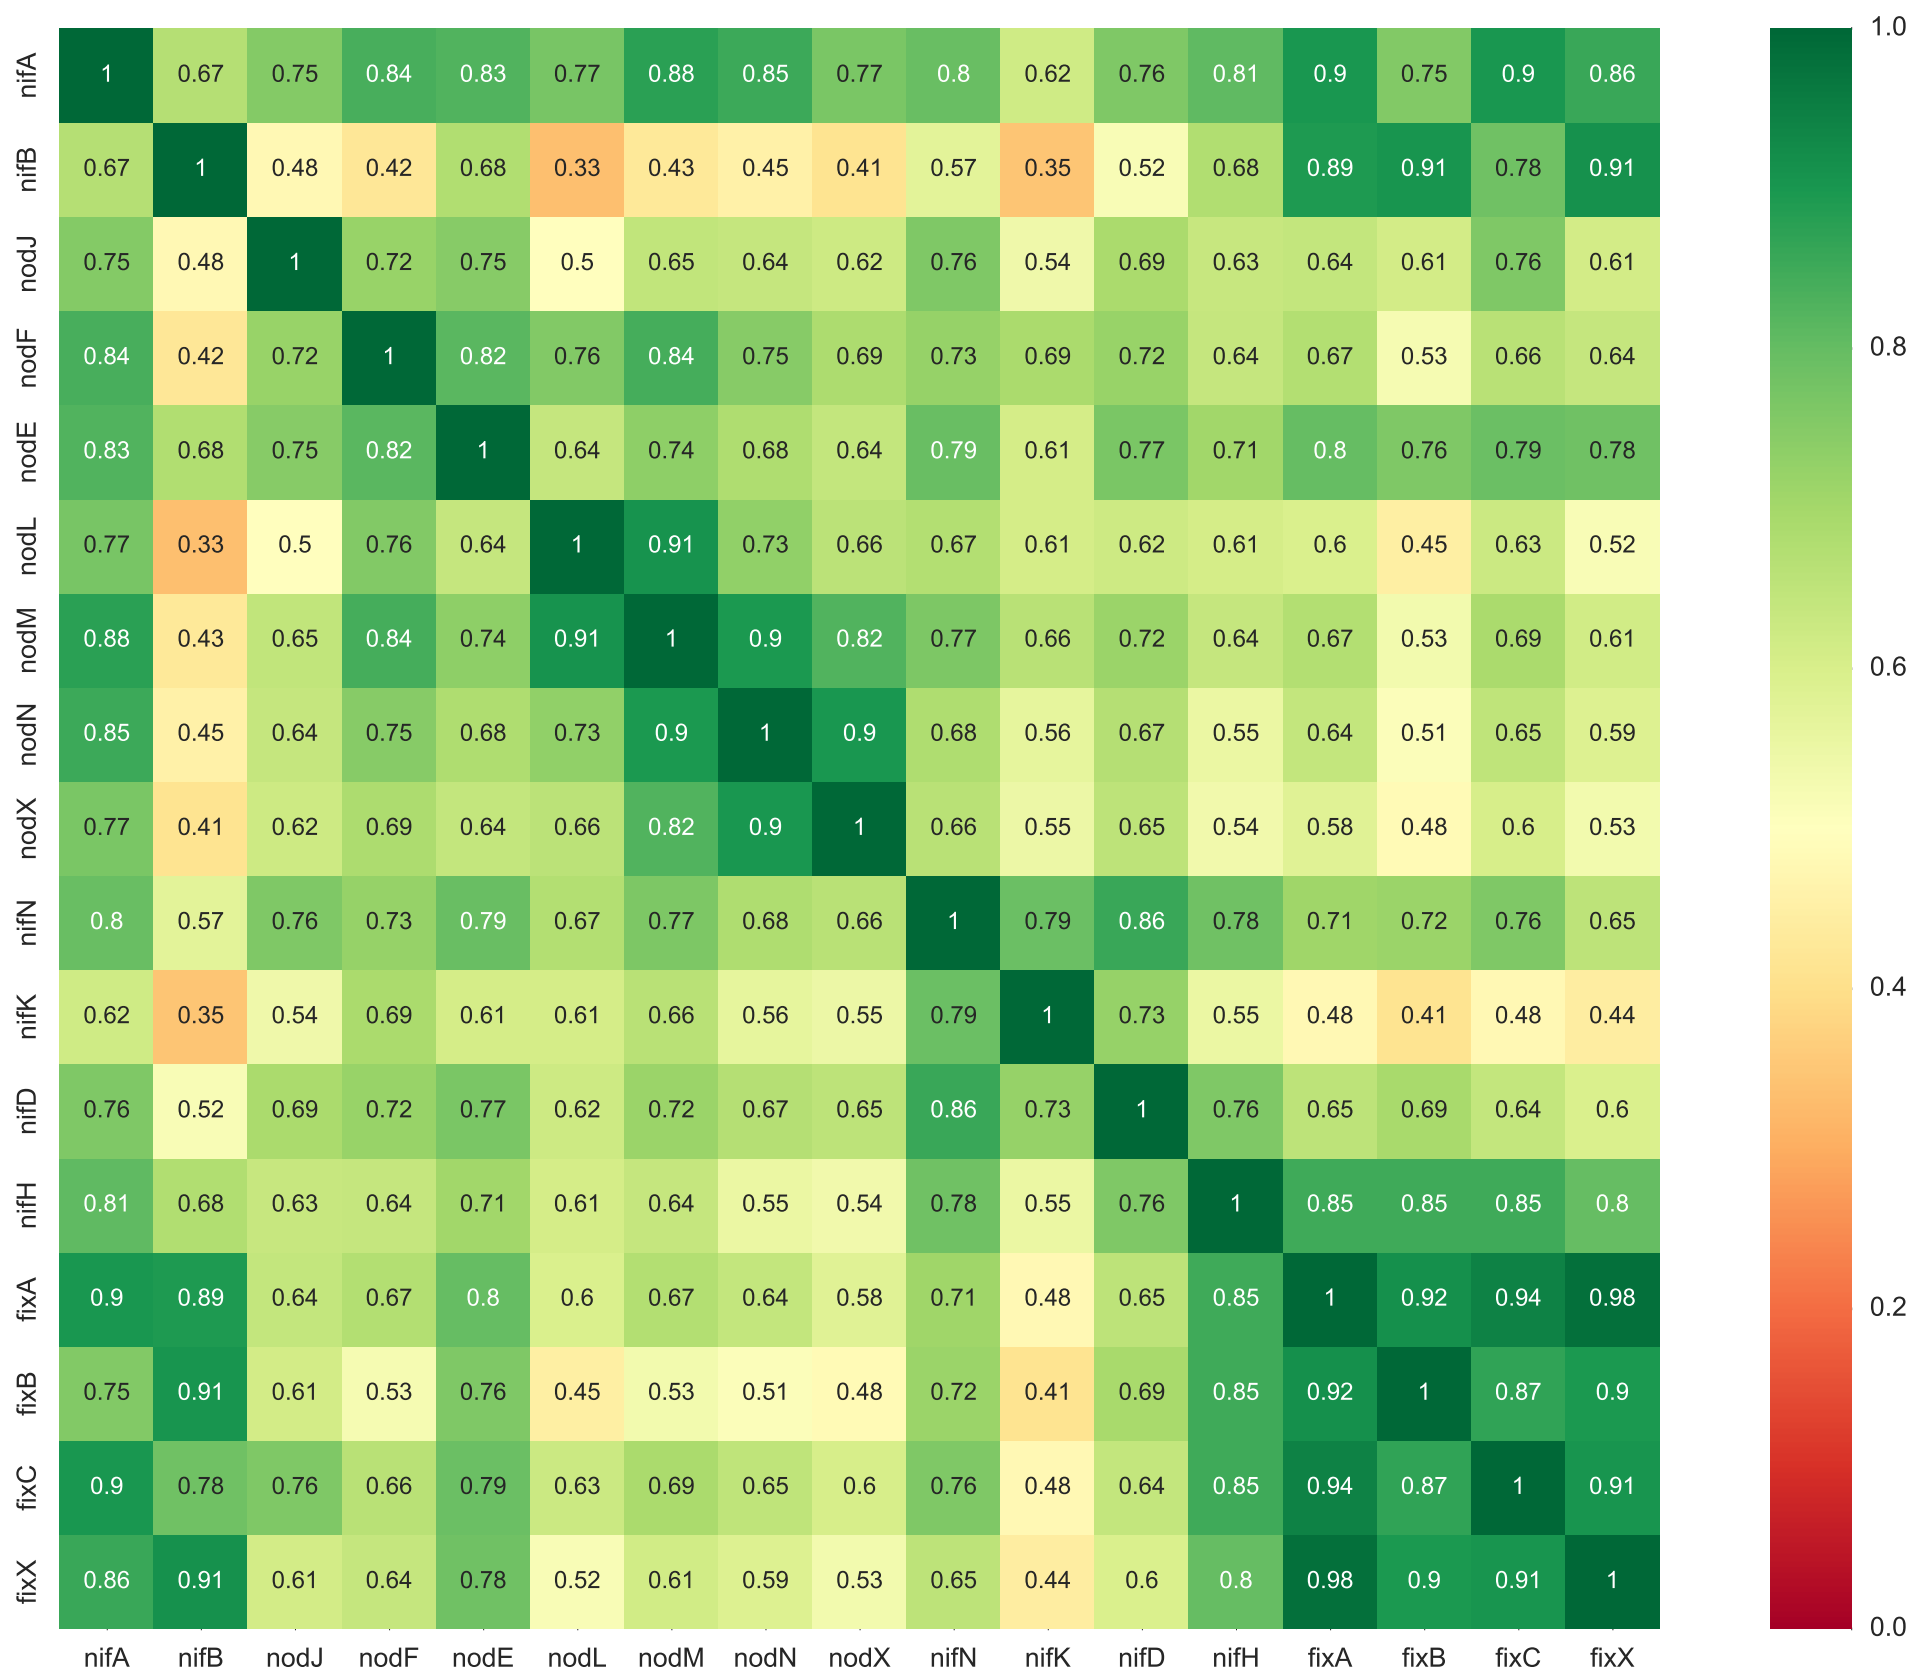 nifA 1 0.67 0.75 0.84 0.83 0.77 0.88 0.85 0.77 0.8 0.62 0.76 0.81 0.9 0.75 0.9 0.86
nifB 0.67 1 0.48 0.42 0.68 0.33 0.43 0.45 0.41 0.57 0.35 0.52 0.68 0.89 0.91 0.78 0.91
nodJ 0.75 0.48 1 0.72 0.75 0.5 0.65 0.64 0.62 0.76 0.54 0.69 0.63 0.64 0.61 0.76 0.61
nodF 0.84 0.42 0.72 1 0.82 0.76 0.84 0.75 0.69 0.73 0.69 0.72 0.64 0.67 0.53 0.66 0.64
nodE 0.83 0.68 0.75 0.82 1 0.64 0.74 0.68 0.64 0.79 0.61 0.77 0.71 0.8 0.76 0.79 0.78
nodL 0.77 0.33 0.5 0.76 0.64 1 0.91 0.73 0.66 0.67 0.61 0.62 0.61 0.6 0.45 0.63 0.52
nodM 0.88 0.43 0.65 0.84 0.74 0.91 1 0.9 0.82 0.77 0.66 0.72 0.64 0.67 0.53 0.69 0.61
nodN 0.85 0.45 0.64 0.75 0.68 0.73 0.9 1 0.9 0.68 0.56 0.67 0.55 0.64 0.51 0.65 0.59
nodX 0.77 0.41 0.62 0.69 0.64 0.66 0.82 0.9 1 0.66 0.55 0.65 0.54 0.58 0.48 0.6 0.53
nifN 0.8 0.57 0.76 0.73 0.79 0.67 0.77 0.68 0.66 1 0.79 0.86 0.78 0.71 0.72 0.76 0.65
nifK 0.62 0.35 0.54 0.69 0.61 0.61 0.66 0.56 0.55 0.79 1 0.73 0.55 0.48 0.41 0.48 0.44
nifD 0.76 0.52 0.69 0.72 0.77 0.62 0.72 0.67 0.65 0.86 0.73 1 0.76 0.65 0.69 0.64 0.6
nifH 0.81 0.68 0.63 0.64 0.71 0.61 0.64 0.55 0.54 0.78 0.55 0.76 1 0.85 0.85 0.85 0.8
fixA 0.9 0.89 0.64 0.67 0.8 0.6 0.67 0.64 0.58 0.71 0.48 0.65 0.85 1 0.92 0.94 0.98
fixB 0.75 0.91 0.61 0.53 0.76 0.45 0.53 0.51 0.48 0.72 0.41 0.69 0.85 0.92 1 0.87 0.9
fixC 0.9 0.78 0.76 0.66 0.79 0.63 0.69 0.65 0.6 0.76 0.48 0.64 0.85 0.94 0.87 1 0.91
fixX 0.86 0.91 0.61 0.64 0.78 0.52 0.61 0.59 0.53 0.65 0.44 0.6 0.8 0.98 0.9 0.91 1
nifA nifB nodJ nodF nodE nodL nodM nodN nodX nifN nifK nifD nifH fixA fixB fixC fixX
1.0
0.8
0.6
0.4
0.2
0.0